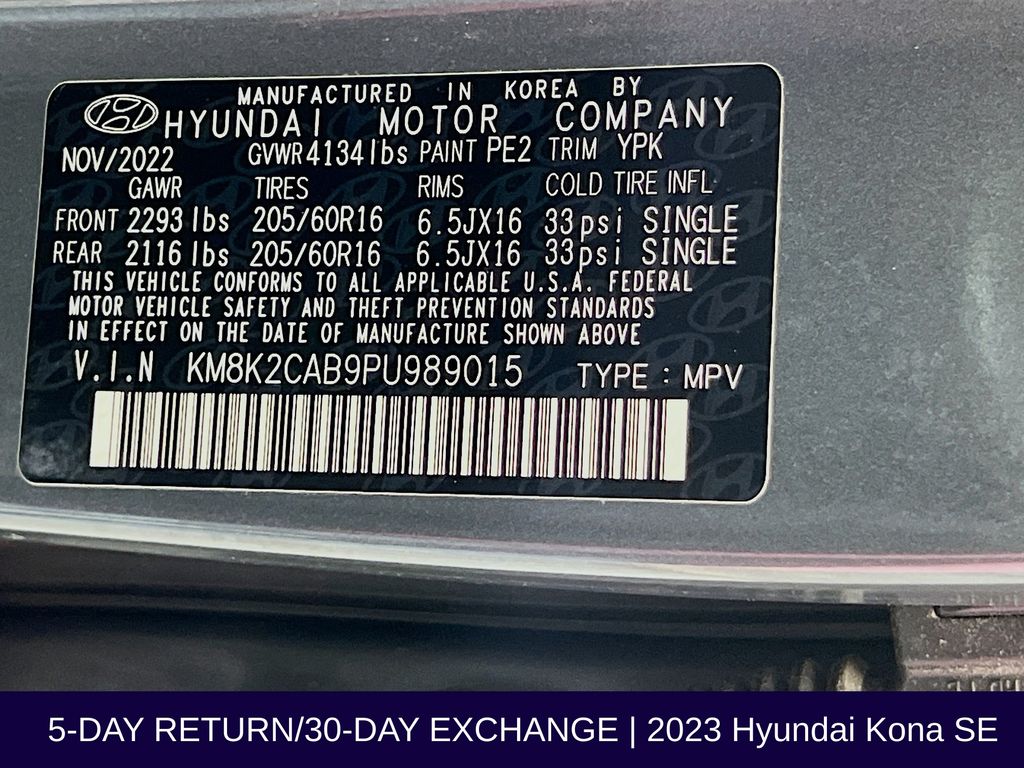 MANUFACTURED IN KOREA BY
HYUNDAI MOTOR COMPANY
NOV/2022 GVWR 4134lbs PAINT PE2 TRIM YPK
GAWR TIRES RIMS COLD TIRE INFL
FRONT 2293 lbs 205/60R16 6.5JX16 33psi SINGLE
REAR 2116 lbs 205/60R16 6.5JX16 33psi SINGLE
THIS VEHICLE CONFORMS TO ALL APPLICABLE U.S.A. FEDERAL
MOTOR VEHICLE SAFETY AND THEFT PREVENTION STANDARDS
IN EFFECT ON THE DATE OF MANUFACTURE SHOWN ABOVE
V.I.N KM8K2CAB9PU989015 TYPE : MPV
5-DAY RETURN/30-DAY EXCHANGE | 2023 Hyundai Kona SE